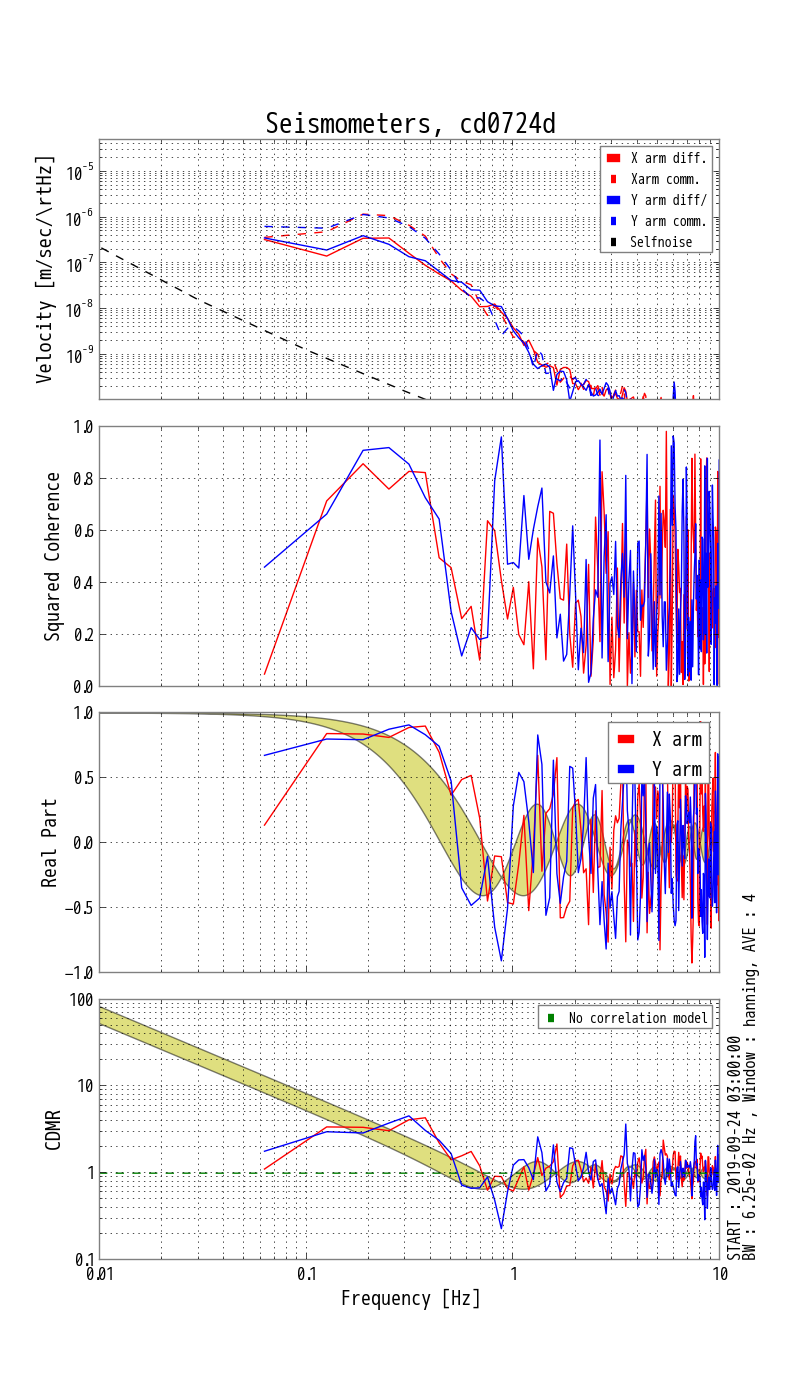 Seismometers, cd0724d
Velocity [m/sec/\rtHz]
10^-5
10^-6
10^-7
10^-8
10^-9
X arm diff.
Xarm comm.
Y arm diff/
Y arm comm.
Selfnoise
Squared Coherence
1.0
0.8
0.6
0.4
0.2
0.0
Real Part
1.0
0.5
0.0
−0.5
−1.0
X arm
Y arm
CDMR
100
10
1
0.1
No correlation model
0.01
0.1
1
10
Frequency [Hz]
START : 2019-09-24 03:00:00
BW : 6.25e-02 Hz , Window : hanning, AVE : 4